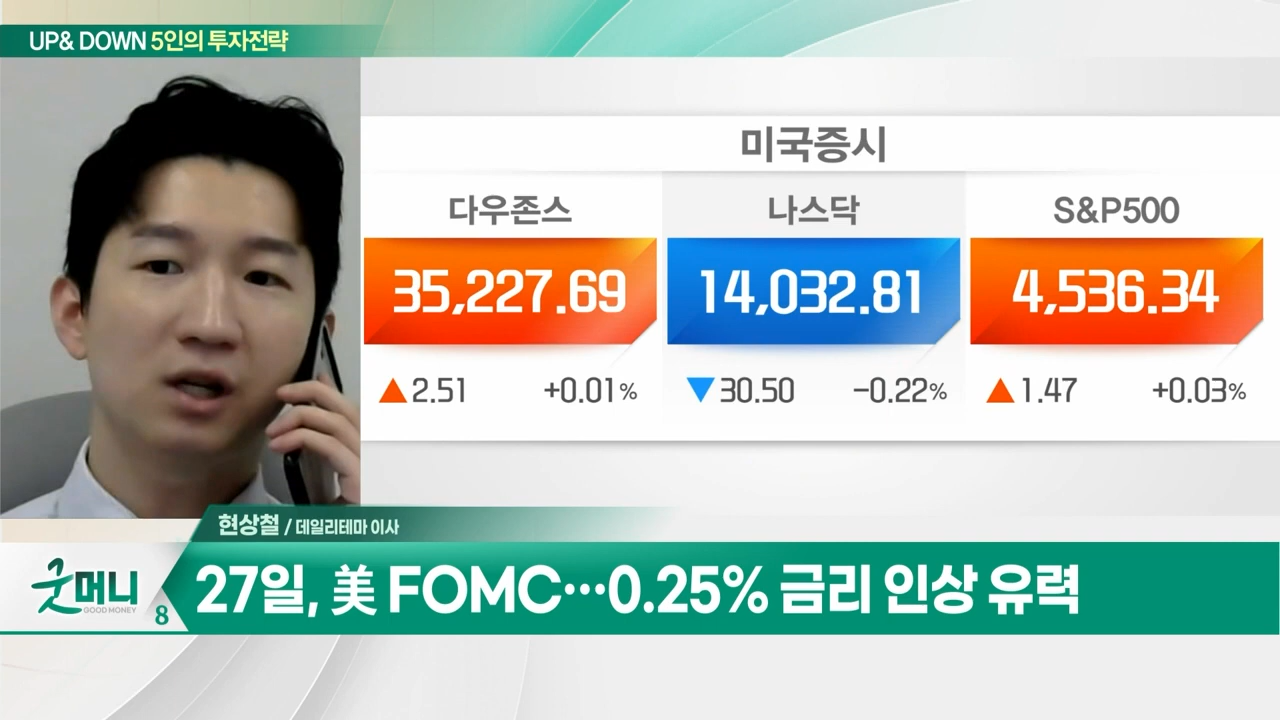 UP& DOWN 5인의 투자전략
미국증시
다우존스
35,227.69
▲2.51 +0.01%
나스닥
14,032.81
▼30.50 -0.22%
S&P500
4,536.34
▲1.47 +0.03%
현상철 / 데일리테마 이사
굿머니
GOOD MONEY
8
27일, 美 FOMC…0.25% 금리 인상 유력